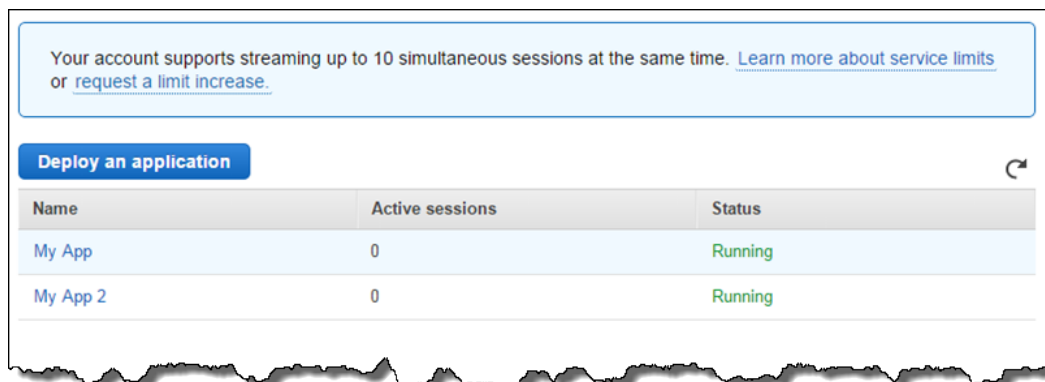 Your account supports streaming up to 10 simultaneous sessions at the same time. Learn more about service limits
or request a limit increase.
Deploy an application
Name Active sessions Status
My App 0 Running
My App 2 0 Running